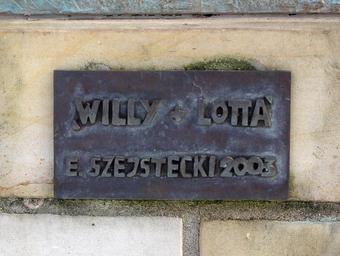 WILLY + LOTTA
E. SZEJSTECKI 2003